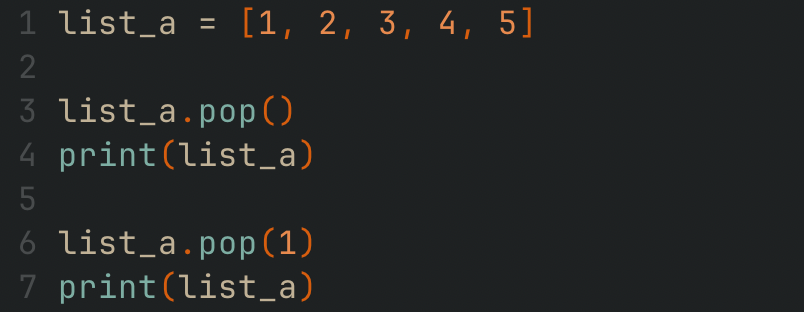 1 list_a = [1, 2, 3, 4, 5]
2
3 list_a.pop()
4 print(list_a)
5
6 list_a.pop(1)
7 print(list_a)